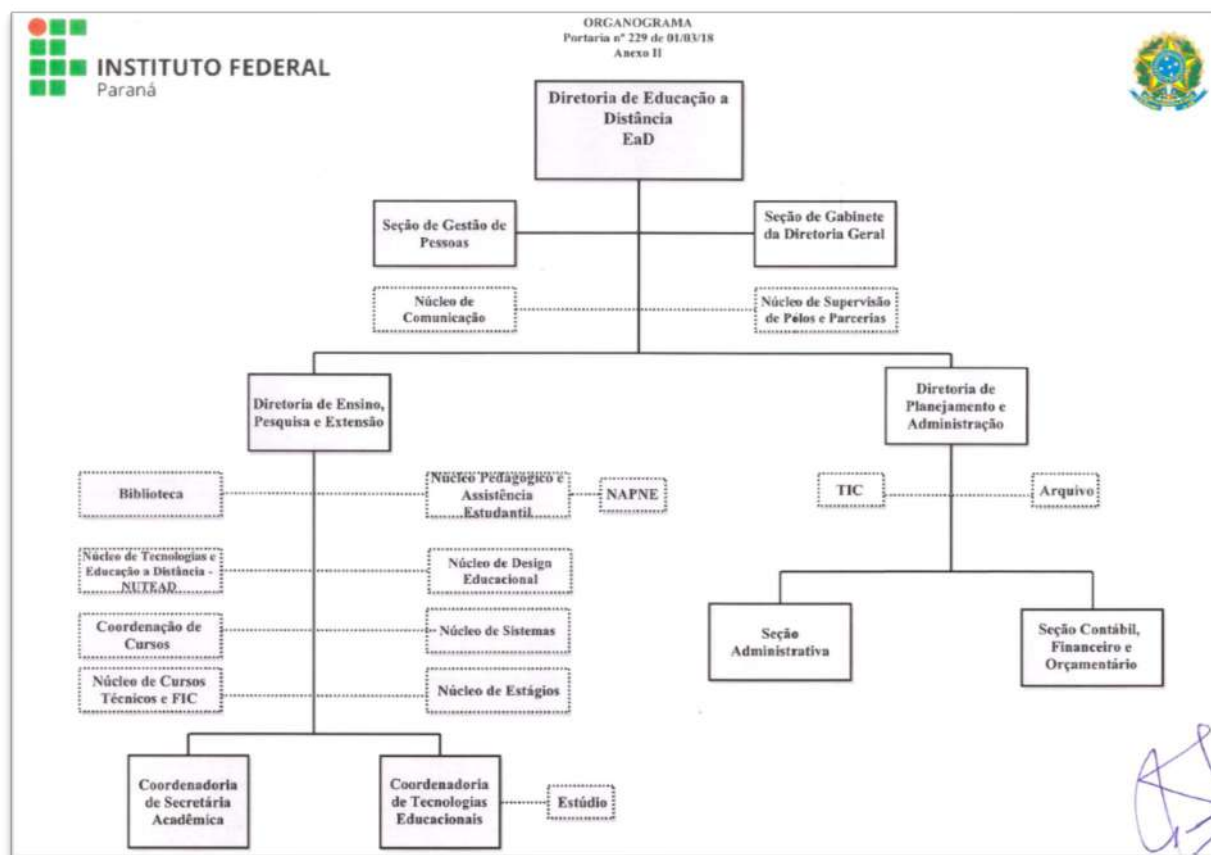 ORGANOGRAMA
Portaria nº 229 de 01/03/18
Anexo II
INSTITUTO FEDERAL
Paraná
Diretoria de Educação a
Distância
EaD
Seção de Gestão de
Pessoas
Seção de Gabinete
da Diretoria Geral
Núcleo de
Comunicação
Núcleo de Supervisão
de Pólos e Parcerias
Diretoria de Ensino,
Pesquisa e Extensão
Diretoria de
Planejamento e
Administração
Biblioteca
Núcleo Pedagógico e
Assistência
Estudantil
NAPNE
TIC
Arquivo
Núcleo de Tecnologias e
Educação a Distância -
NUTEAD
Núcleo de Design
Educacional
Coordenação de
Cursos
Núcleo de Sistemas
Seção
Administrativa
Seção Contábil,
Financeiro e
Orçamentário
Núcleo de Cursos
Técnicos e FIC
Núcleo de Estágios
Coordenadoria
de Secretária
Acadêmica
Coordenadoria
de Tecnologias
Educacionais
Estúdio